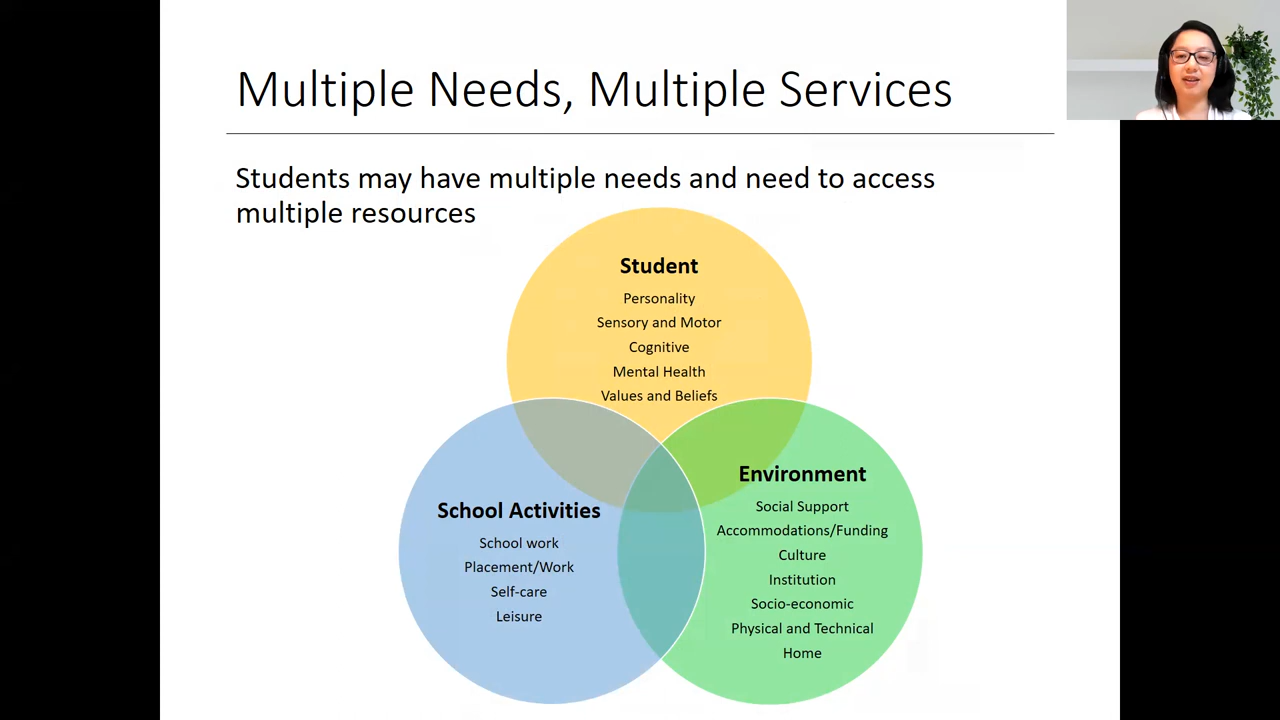 Multiple Needs, Multiple Services
Students may have multiple needs and need to access
multiple resources
Student
Personality
Sensory and Motor
Cognitive
Mental Health
Values and Beliefs
School Activities
School work
Placement/Work
Self-care
Leisure
Environment
Social Support
Accommodations/Funding
Culture
Institution
Socio-economic
Physical and Technical
Home